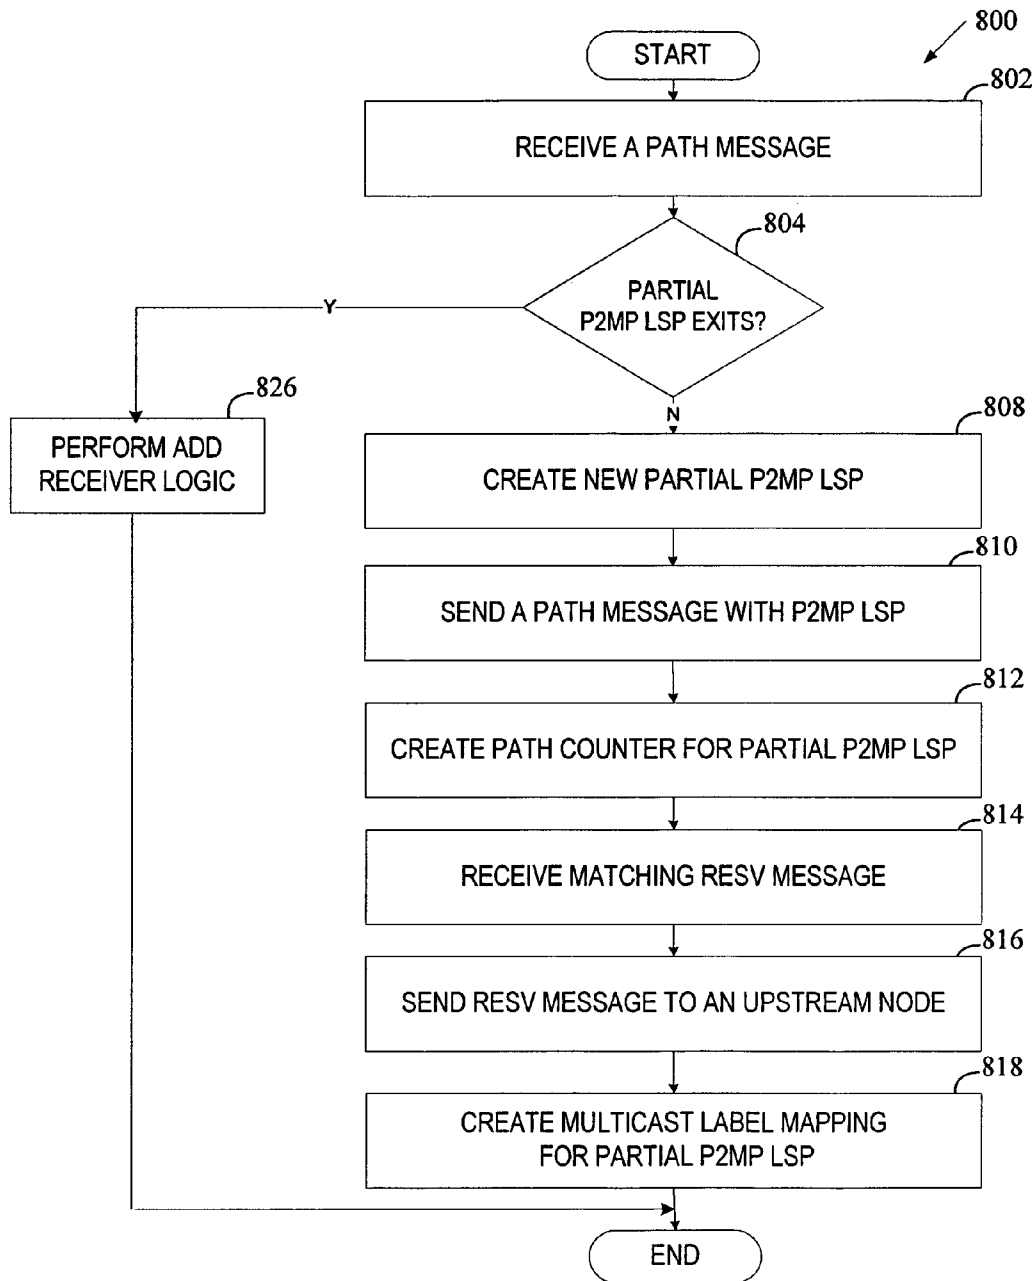 800
START
802
RECEIVE A PATH MESSAGE
804
PARTIAL
P2MP LSP EXITS?
Y
N
826
PERFORM ADD
RECEIVER LOGIC
808
CREATE NEW PARTIAL P2MP LSP
810
SEND A PATH MESSAGE WITH P2MP LSP
812
CREATE PATH COUNTER FOR PARTIAL P2MP LSP
814
RECEIVE MATCHING RESV MESSAGE
816
SEND RESV MESSAGE TO AN UPSTREAM NODE
818
CREATE MULTICAST LABEL MAPPING
FOR PARTIAL P2MP LSP
END